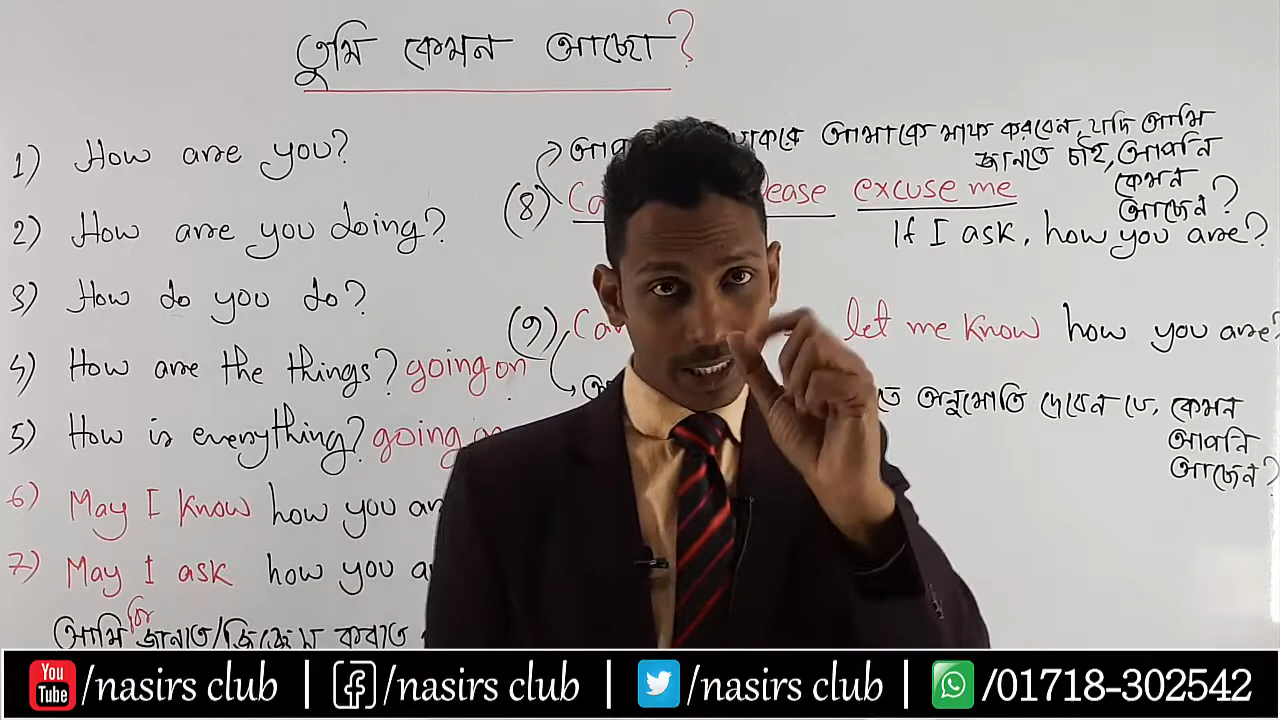 তুমি কেমন আছো?
1) How are you?
2) How are you doing?
3) How do you do?
4) How are the things? going on
5) How is everything? going on
6) May I know how you
7) May I ask how you
আমি কি জানতে/জিজ্ঞেস করতে
আমাকে মাফ করবেন, যদি আমি
জানতে চাই, আপনি
কেমন
আছেন?
(8) excuse me
If I ask, how you are?
(9) let me know how you are?
অনুমোতি দেবেন যে, কেমন
আপনি
আছেন?
You Tube /nasirs club | f /nasirs club | /nasirs club | /01718-302542